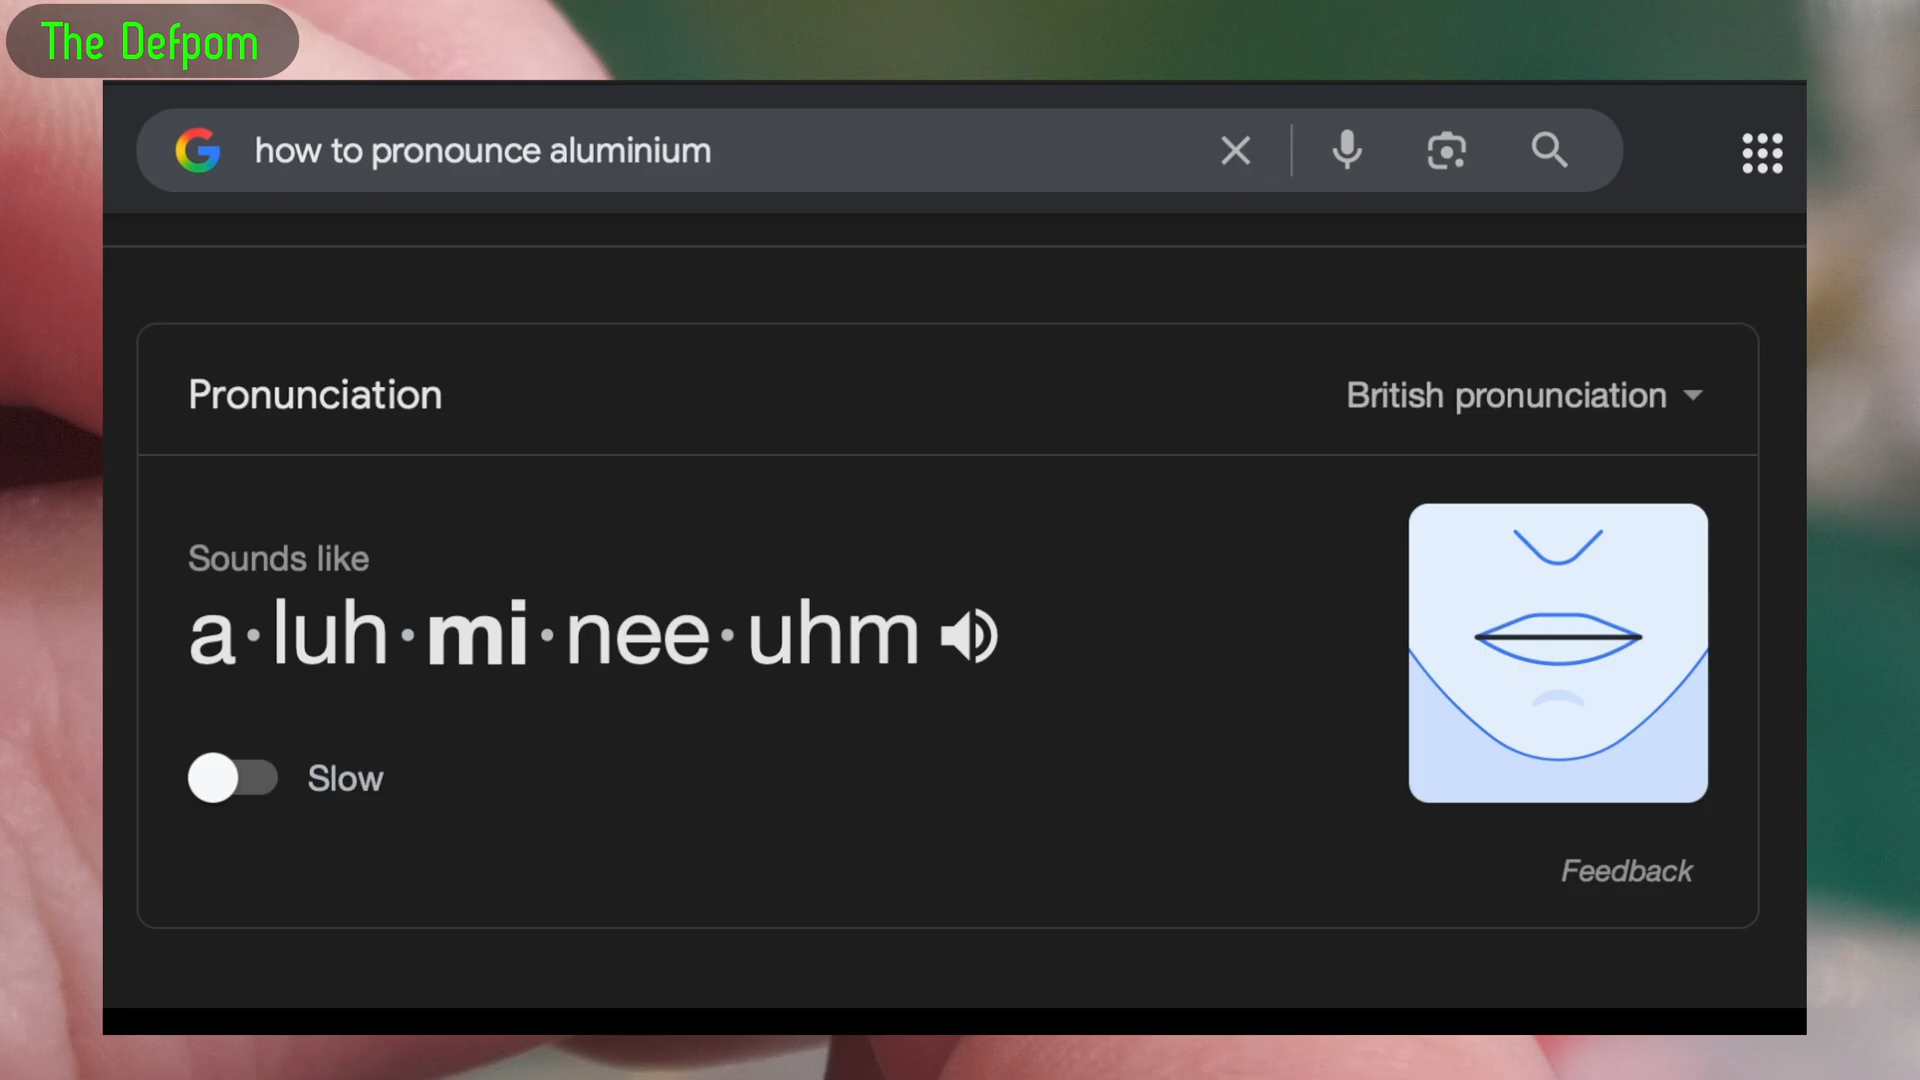 The Defpom
how to pronounce aluminium
Pronunciation
British pronunciation
Sounds like
a·luh·mi·nee·uhm
Slow
Feedback